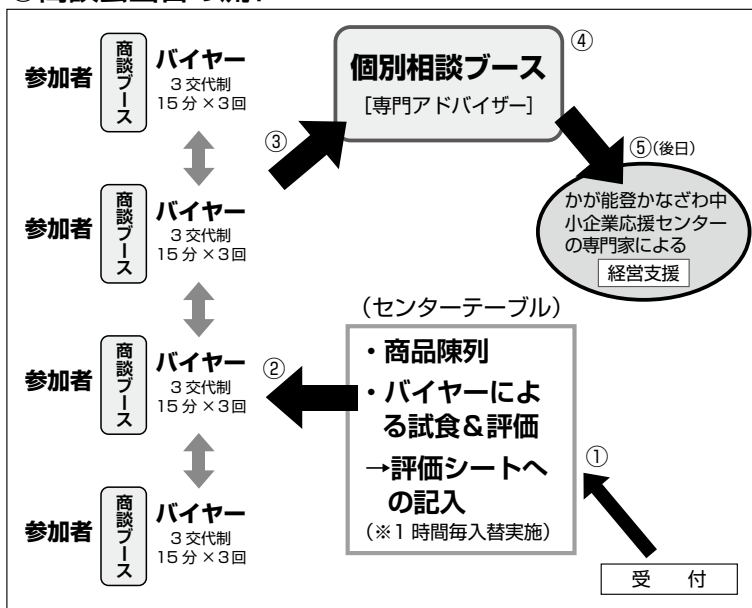 参加者
商談ブース
バイヤー
3交代制
15分×3回
参加者
商談ブース
バイヤー
3交代制
15分×3回
参加者
商談ブース
バイヤー
3交代制
15分×3回
参加者
商談ブース
バイヤー
3交代制
15分×3回
③
個別相談ブース
[専門アドバイザー]
④
⑤(後日)
かが能登かなざわ中
小企業応援センター
の専門家による
経営支援
②
(センターテーブル)
・商品陳列
・バイヤーによ
る試食&評価
→評価シートへ
の記入
(※1時間毎入替実施)
①
受 付